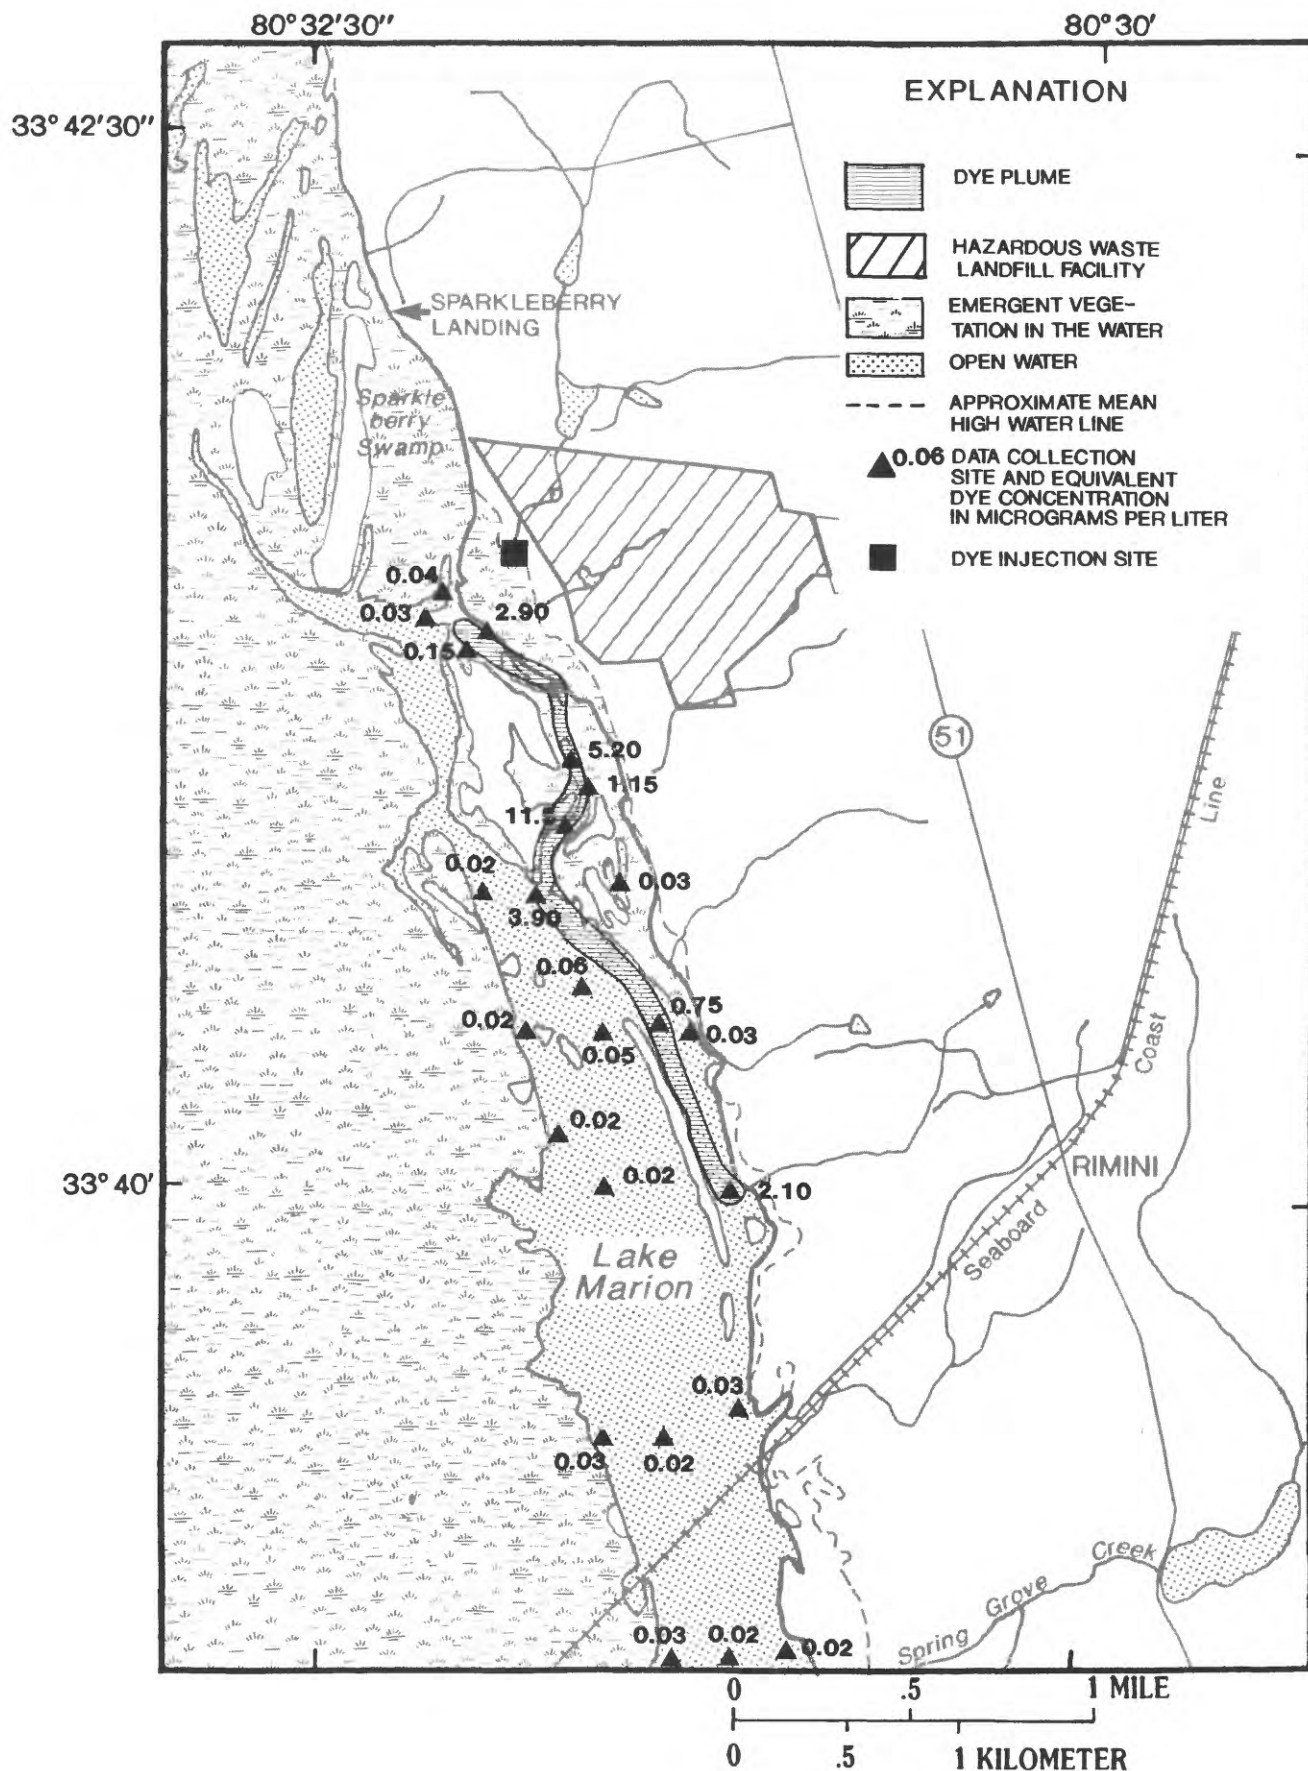 80°32'30"
80°30'
33°42'30"
EXPLANATION
DYE PLUME
HAZARDOUS WASTE
LANDFILL FACILITY
EMERGENT VEGE-
TATION IN THE WATER
OPEN WATER
APPROXIMATE MEAN
HIGH WATER LINE
0.06 DATA COLLECTION
SITE AND EQUIVALENT
DYE CONCENTRATION
IN MICROGRAMS PER LITER
DYE INJECTION SITE
SPARKLEBERRY
LANDING
Sparkle
berry
Swamp
0.04
0.03
2.90
0.15
51
5.20
1.15
11.5
0.02
0.03
3.90
0.06
0.75
0.02
0.05
0.03
Line
Coast
0.02
33°40'
0.02
2.10
RIMINI
Seaboard
Lake
Marion
0.03
0.03
0.02
Creek
Grove
Spring
0.03
0.02
0.02
0 .5 1 MILE
0 .5 1 KILOMETER